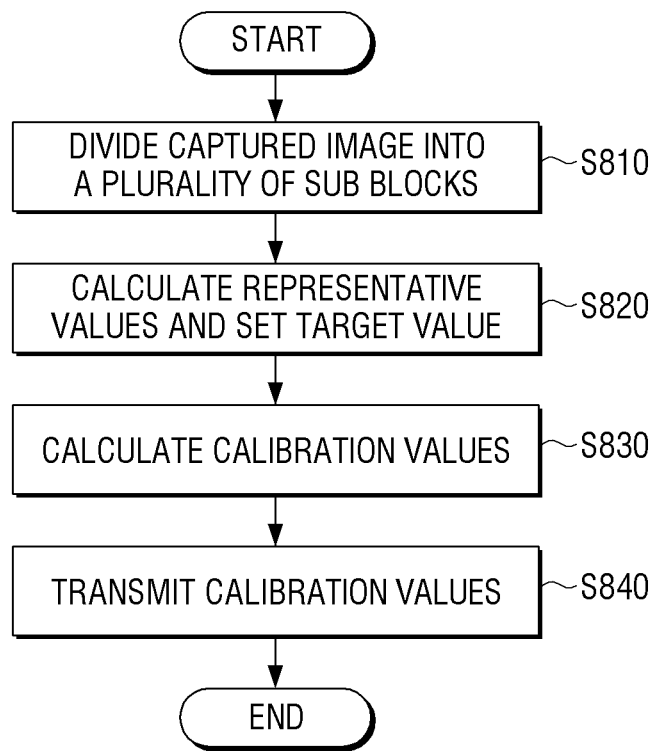 START
DIVIDE CAPTURED IMAGE INTO
A PLURALITY OF SUB BLOCKS
S810
CALCULATE REPRESENTATIVE
VALUES AND SET TARGET VALUE
S820
CALCULATE CALIBRATION VALUES
S830
TRANSMIT CALIBRATION VALUES
S840
END